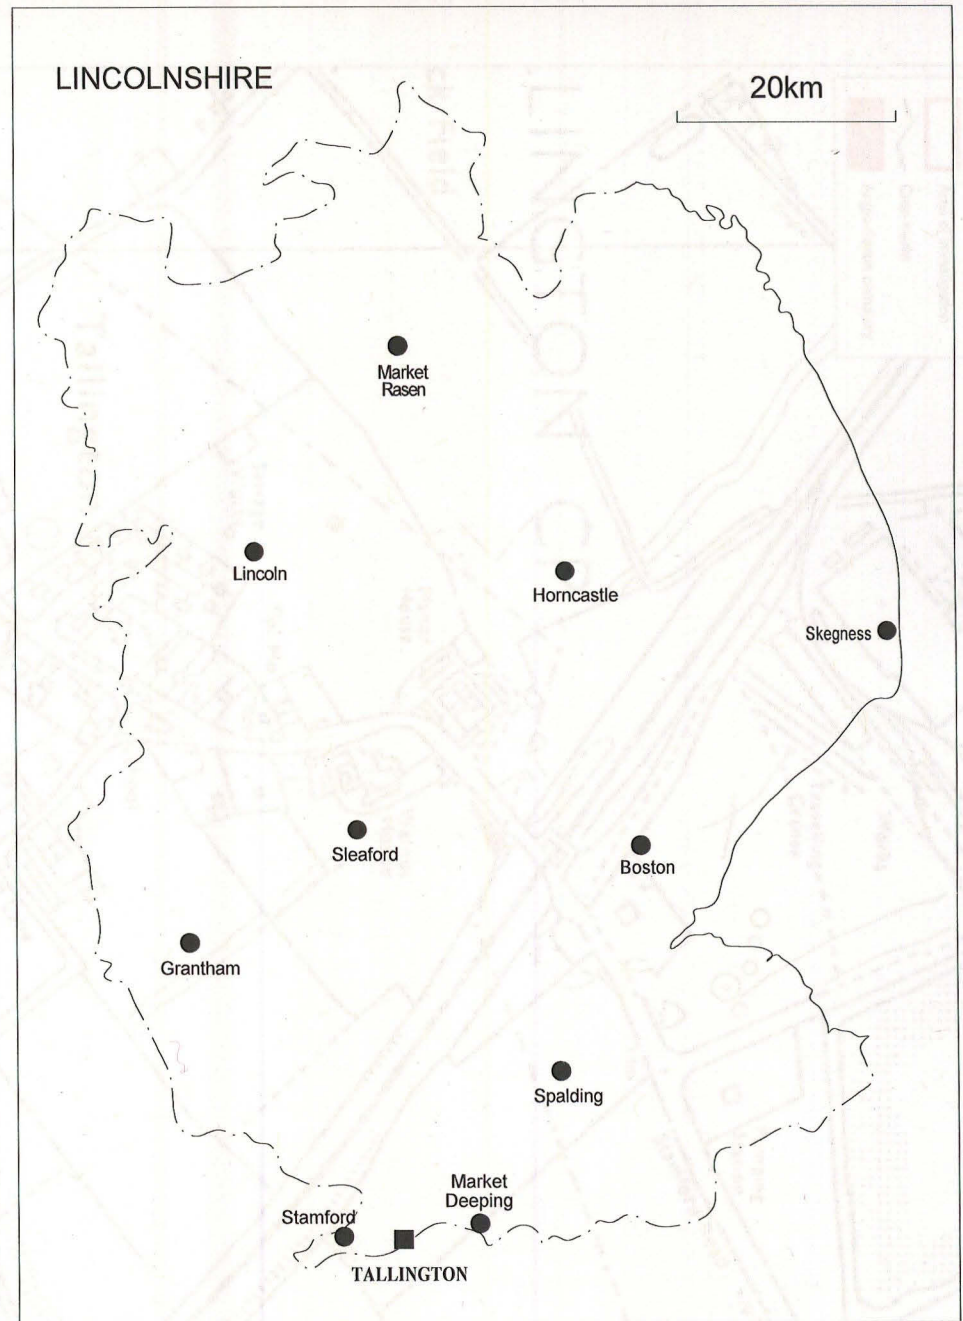 LINCOLNSHIRE
20km
Market
Rasen
Lincoln
Horncastle
Skegness
Sleaford
Boston
Grantham
Spalding
Market
Deeping
Stamford
TALLINGTON